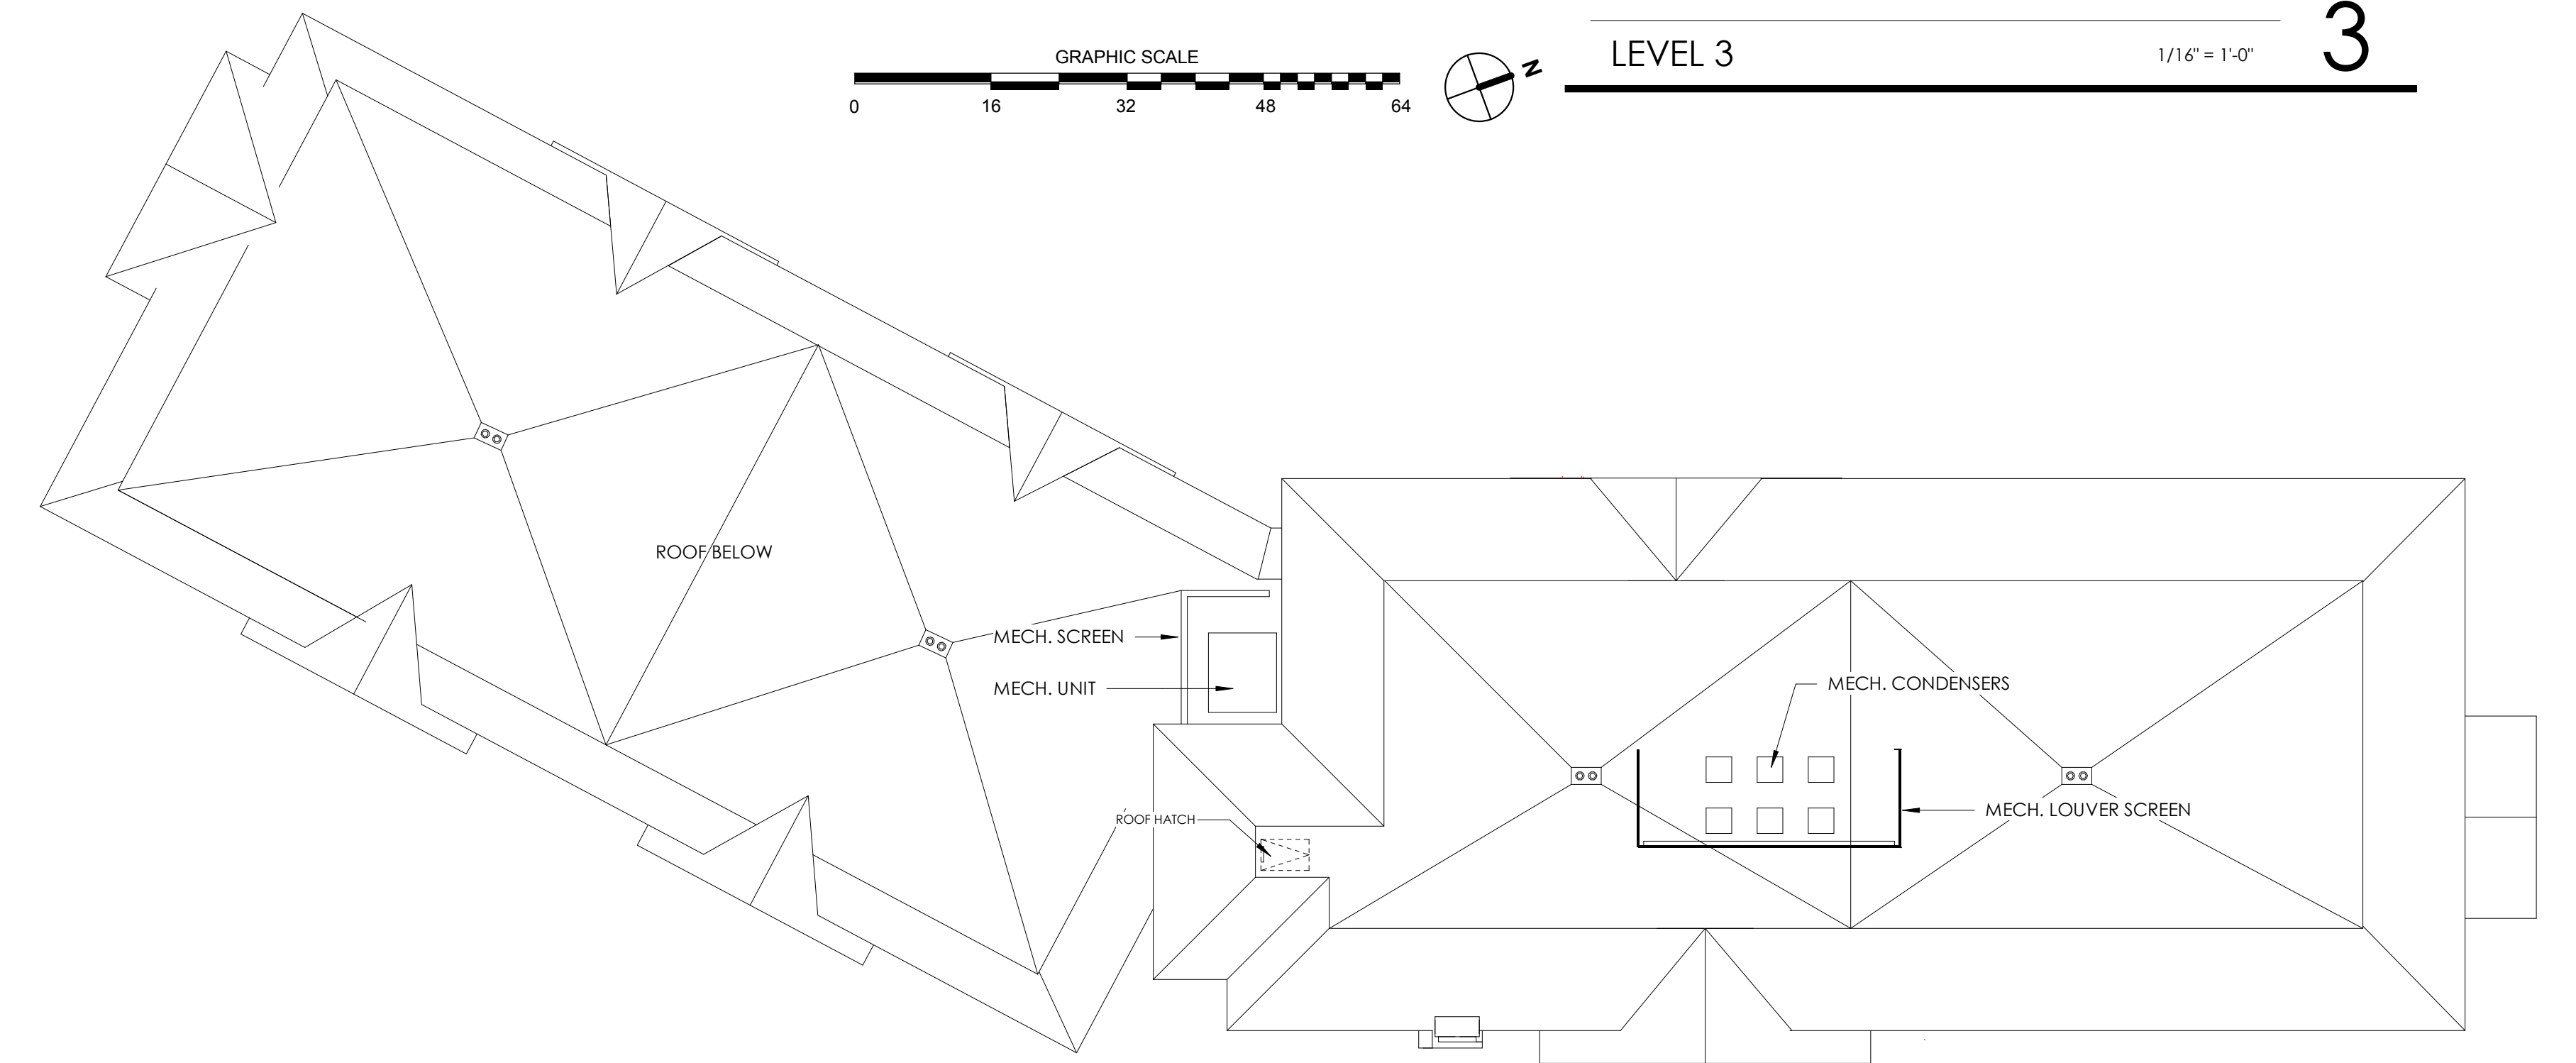 GRAPHIC SCALE
0 16 32 48 64
N
LEVEL 3
1/16" = 1'-0"
3
ROOF BELOW
MECH. SCREEN
MECH. UNIT
MECH. CONDENSERS
MECH. LOUVER SCREEN
ROOF HATCH